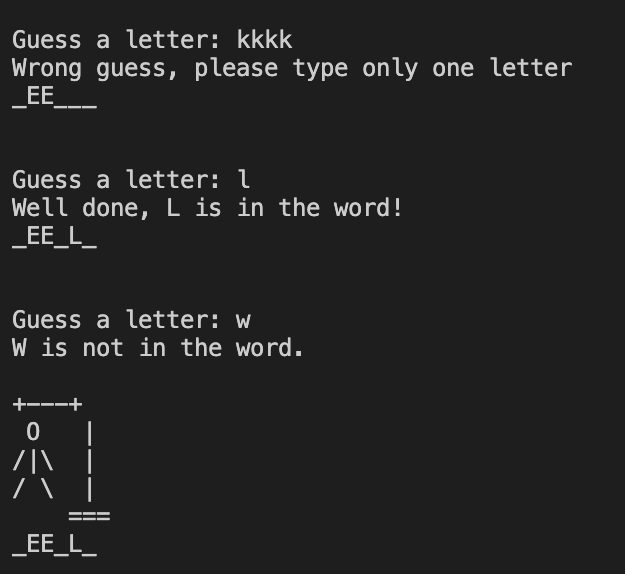 Guess a letter: kkkk
Wrong guess, please type only one letter
_EE___
Guess a letter: l
Well done, L is in the word!
_EE_L_
Guess a letter: w
W is not in the word.
+---+
 O   |
/|\  |
/ \  |
    ===
_EE_L_